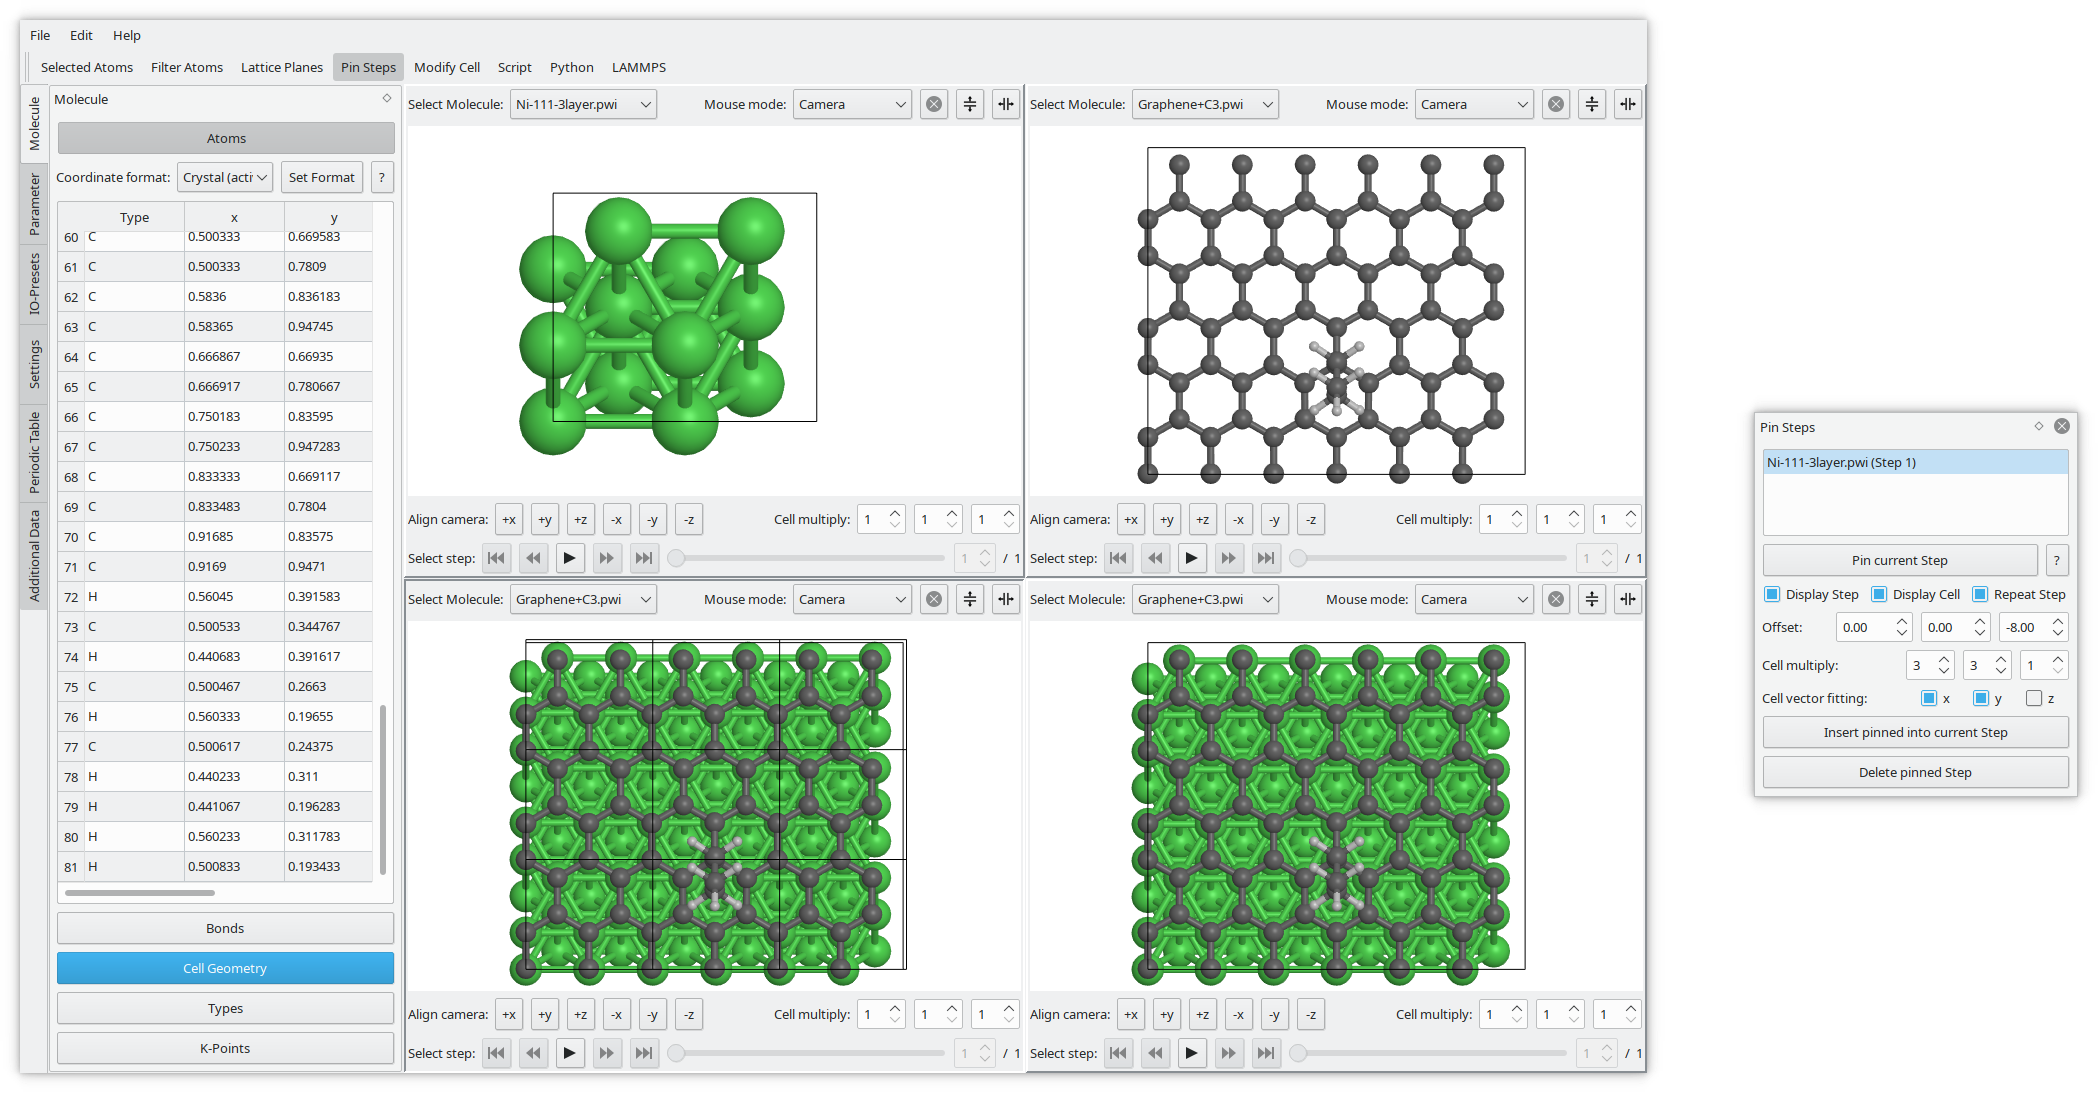 File Edit Help
Selected Atoms Filter Atoms Lattice Planes Pin Steps Modify Cell Script Python LAMMPS
Molecule
Parameter
IO-Presets
Settings
Periodic Table
Additional Data
Molecule
Atoms
Coordinate format: Crystal (acti Set Format ?
Type x y
60 C 0.500333 0.669583
61 C 0.500333 0.7809
62 C 0.5836 0.836183
63 C 0.58365 0.94745
64 C 0.666867 0.66935
65 C 0.666917 0.780667
66 C 0.750183 0.83595
67 C 0.750233 0.947283
68 C 0.833333 0.669117
69 C 0.833483 0.7804
70 C 0.91685 0.83575
71 C 0.9169 0.9471
72 H 0.56045 0.391583
73 C 0.500533 0.344767
74 H 0.440683 0.391617
75 C 0.500467 0.2663
76 H 0.560333 0.19655
77 C 0.500617 0.24375
78 H 0.440233 0.311
79 H 0.441067 0.196283
80 H 0.560233 0.311783
81 H 0.500833 0.193433
Bonds
Cell Geometry
Types
K-Points
Select Molecule: Ni-111-3layer.pwi Mouse mode: Camera
Align camera: +x +y +z -x -y -z Cell multiply: 1 1 1
Select step: 1 / 1
Select Molecule: Graphene+C3.pwi Mouse mode: Camera
Align camera: +x +y +z -x -y -z Cell multiply: 1 1 1
Select step: 1 / 1
Select Molecule: Graphene+C3.pwi Mouse mode: Camera
Align camera: +x +y +z -x -y -z Cell multiply: 1 1 1
Select step: 1 / 1
Select Molecule: Graphene+C3.pwi Mouse mode: Camera
Align camera: +x +y +z -x -y -z Cell multiply: 1 1 1
Select step: 1 / 1
Pin Steps
Ni-111-3layer.pwi (Step 1)
Pin current Step ?
Display Step Display Cell Repeat Step
Offset: 0.00 0.00 -8.00
Cell multiply: 3 3 1
Cell vector fitting: x y z
Insert pinned into current Step
Delete pinned Step